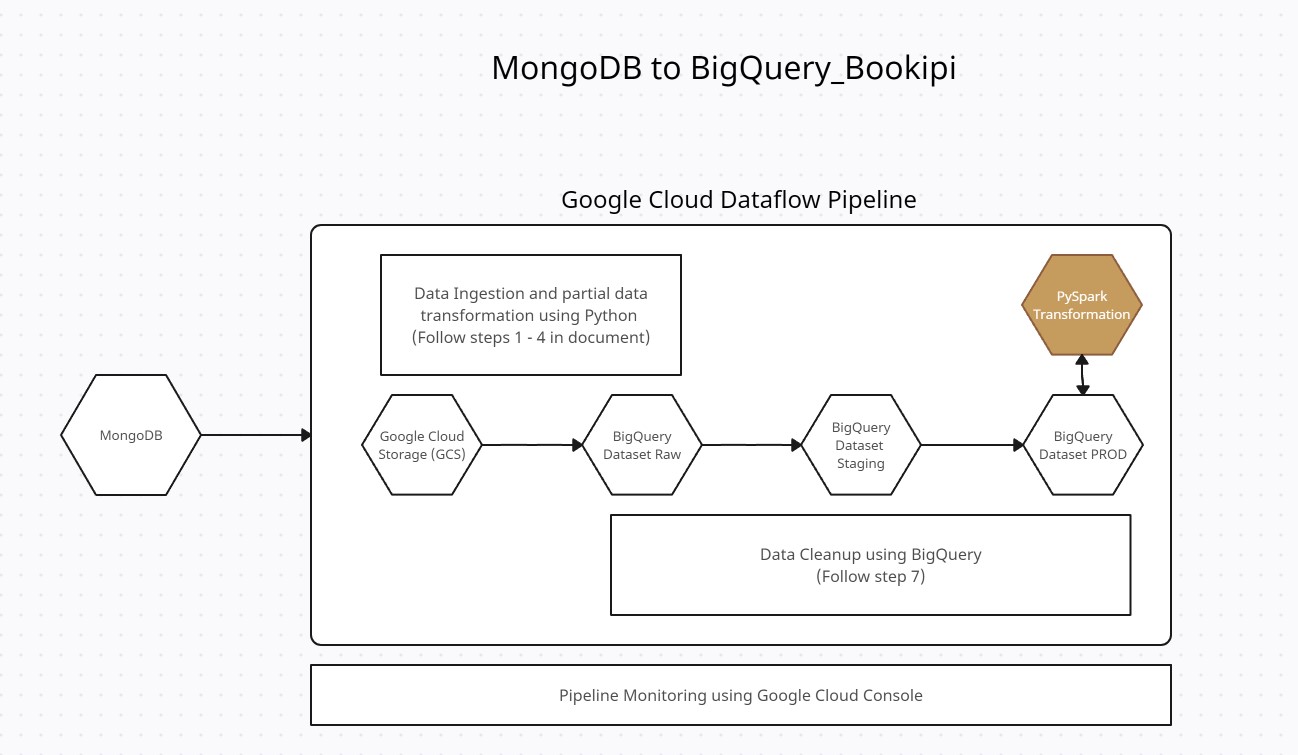 MongoDB to BigQuery_Bookipi
Google Cloud Dataflow Pipeline
Data Ingestion and partial data
transformation using Python
(Follow steps 1 - 4 in document)
PySpark
Transformation
MongoDB
Google Cloud
Storage (GCS)
BigQuery
Dataset Raw
BigQuery
Dataset
Staging
BigQuery
Dataset PROD
Data Cleanup using BigQuery
(Follow step 7)
Pipeline Monitoring using Google Cloud Console